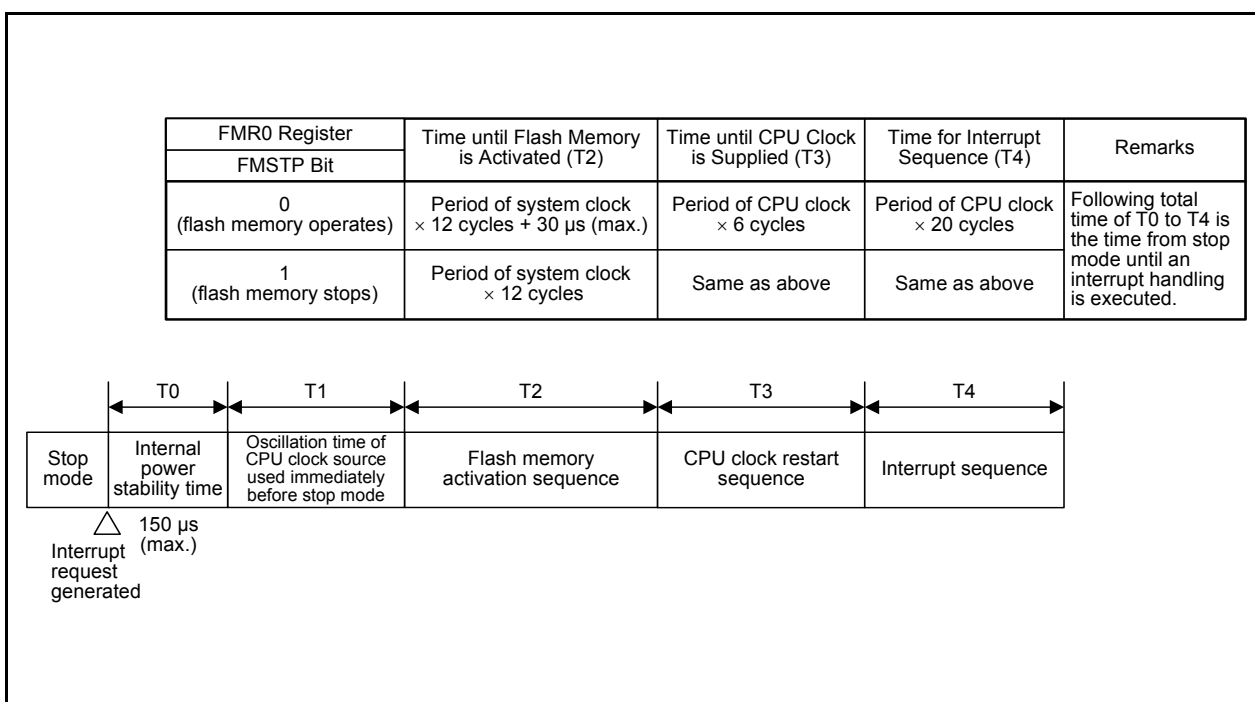 FMR0 Register
FMSTP Bit
Time until Flash Memory
is Activated (T2)
Time until CPU Clock
is Supplied (T3)
Time for Interrupt
Sequence (T4)
Remarks
0
(flash memory operates)
Period of system clock
× 12 cycles + 30 µs (max.)
Period of CPU clock
× 6 cycles
Period of CPU clock
× 20 cycles
Following total
time of T0 to T4 is
the time from stop
mode until an
interrupt handling
is executed.
1
(flash memory stops)
Period of system clock
× 12 cycles
Same as above
Same as above
T0
T1
T2
T3
T4
Stop
mode
Internal
power
stability time
Oscillation time of
CPU clock source
used immediately
before stop mode
Flash memory
activation sequence
CPU clock restart
sequence
Interrupt sequence
150 µs
(max.)
Interrupt
request
generated